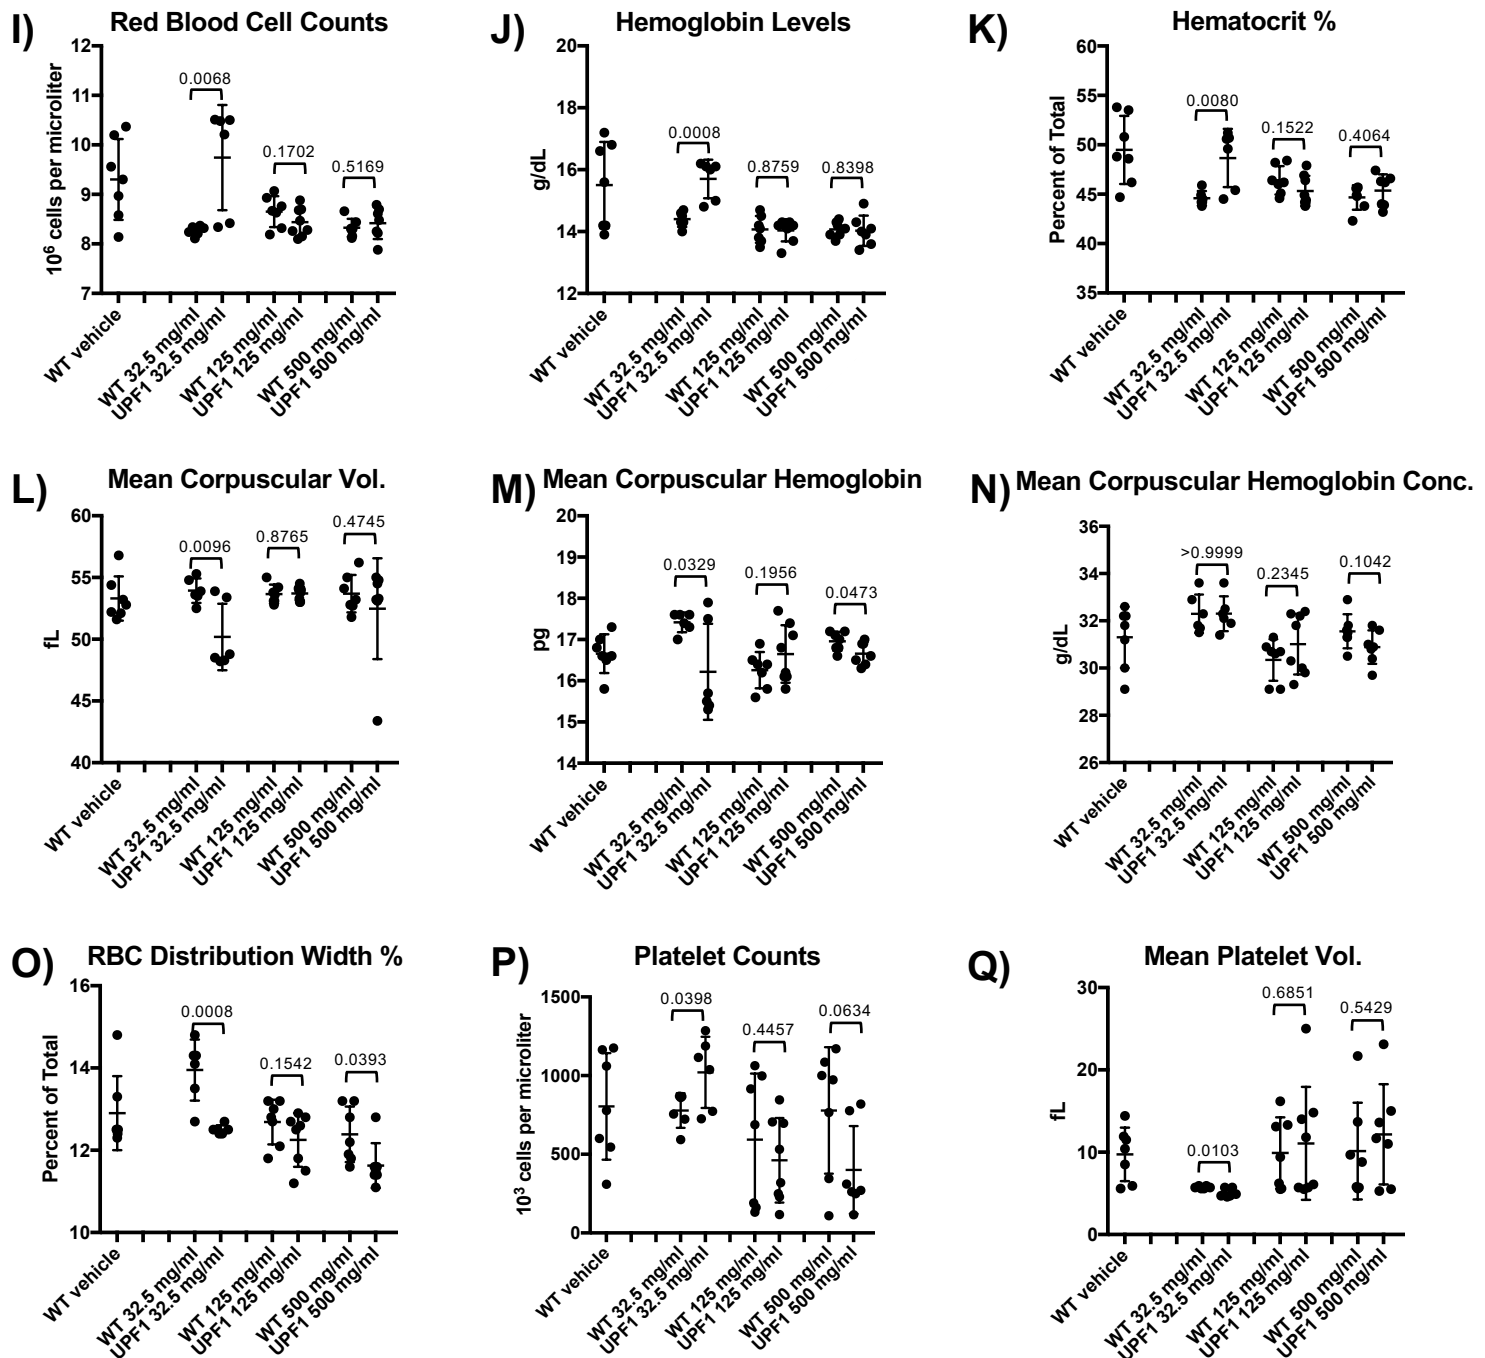 I) Red Blood Cell Counts
10⁶ cells per microliter
12
11
10
9
8
7
0.0068
0.1702
0.5169
WT vehicle
WT 32.5 mg/ml
UPF1 32.5 mg/ml
WT 125 mg/ml
UPF1 125 mg/ml
WT 500 mg/ml
UPF1 500 mg/ml
J) Hemoglobin Levels
g/dL
20
18
16
14
12
0.0008
0.8759
0.8398
WT vehicle
WT 32.5 mg/ml
UPF1 32.5 mg/ml
WT 125 mg/ml
UPF1 125 mg/ml
WT 500 mg/ml
UPF1 500 mg/ml
K) Hematocrit %
Percent of Total
60
55
50
45
40
35
0.0080
0.1522
0.4064
WT vehicle
WT 32.5 mg/ml
UPF1 32.5 mg/ml
WT 125 mg/ml
UPF1 125 mg/ml
WT 500 mg/ml
UPF1 500 mg/ml
L) Mean Corpuscular Vol.
fL
60
55
50
45
40
0.0096
0.8765
0.4745
WT vehicle
WT 32.5 mg/ml
UPF1 32.5 mg/ml
WT 125 mg/ml
UPF1 125 mg/ml
WT 500 mg/ml
UPF1 500 mg/ml
M) Mean Corpuscular Hemoglobin
pg
20
19
18
17
16
15
14
0.0329
0.1956
0.0473
WT vehicle
WT 32.5 mg/ml
UPF1 32.5 mg/ml
WT 125 mg/ml
UPF1 125 mg/ml
WT 500 mg/ml
UPF1 500 mg/ml
N) Mean Corpuscular Hemoglobin Conc.
g/dL
36
34
32
30
28
26
>0.9999
0.2345
0.1042
WT vehicle
WT 32.5 mg/ml
UPF1 32.5 mg/ml
WT 125 mg/ml
UPF1 125 mg/ml
WT 500 mg/ml
UPF1 500 mg/ml
O) RBC Distribution Width %
Percent of Total
16
14
12
10
0.0008
0.1542
0.0393
WT vehicle
WT 32.5 mg/ml
UPF1 32.5 mg/ml
WT 125 mg/ml
UPF1 125 mg/ml
WT 500 mg/ml
UPF1 500 mg/ml
P) Platelet Counts
10³ cells per microliter
1500
1000
500
0
0.0398
0.4457
0.0634
WT vehicle
WT 32.5 mg/ml
UPF1 32.5 mg/ml
WT 125 mg/ml
UPF1 125 mg/ml
WT 500 mg/ml
UPF1 500 mg/ml
Q) Mean Platelet Vol.
fL
30
20
10
0
0.0103
0.6851
0.5429
WT vehicle
WT 32.5 mg/ml
UPF1 32.5 mg/ml
WT 125 mg/ml
UPF1 125 mg/ml
WT 500 mg/ml
UPF1 500 mg/ml